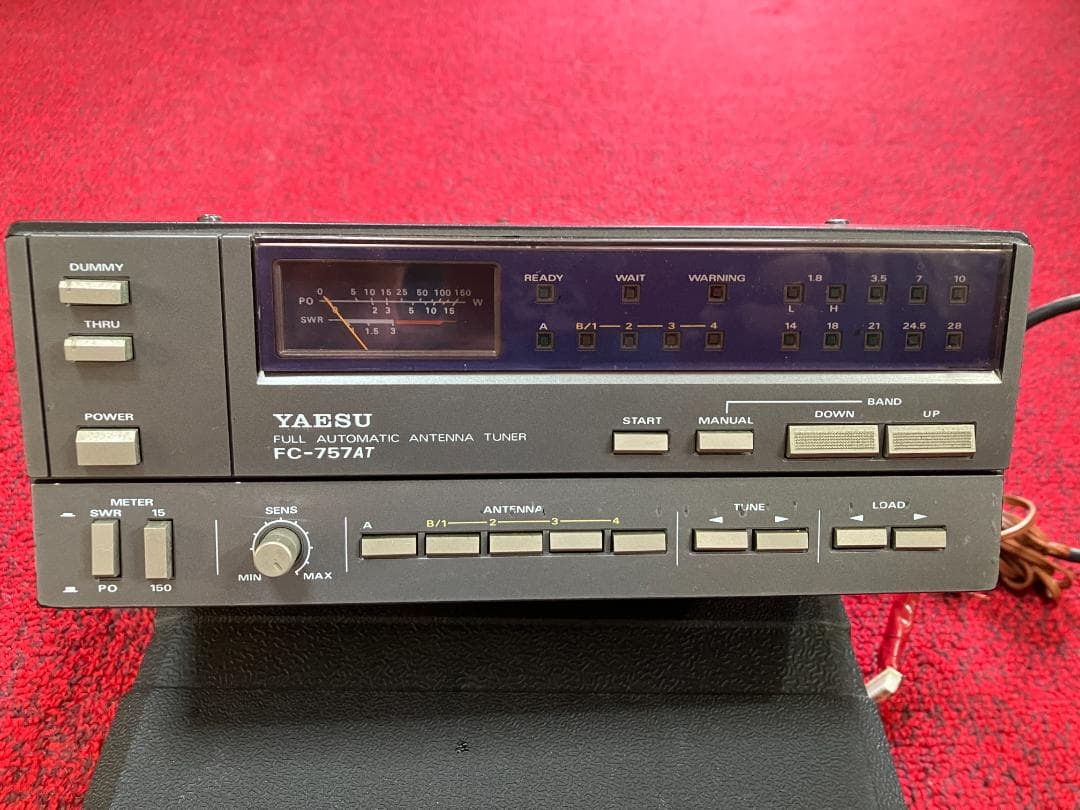 DUMMY
THRU
POWER
PO 0 5 10 15 25 50 100 150 W
0 2 3 5 10 15
SWR 1 1.5 3
READY WAIT WARNING
A B/1 2 3 4
1.8 3.5 7 10
L H
14 18 21 24.5 28
YAESU
FULL AUTOMATIC ANTENNA TUNER
FC-757AT
START MANUAL BAND
DOWN UP
METER
SWR 15
PO 150
SENS
MIN MAX
ANTENNA
A B/1 2 3 4
TUNE
LOAD